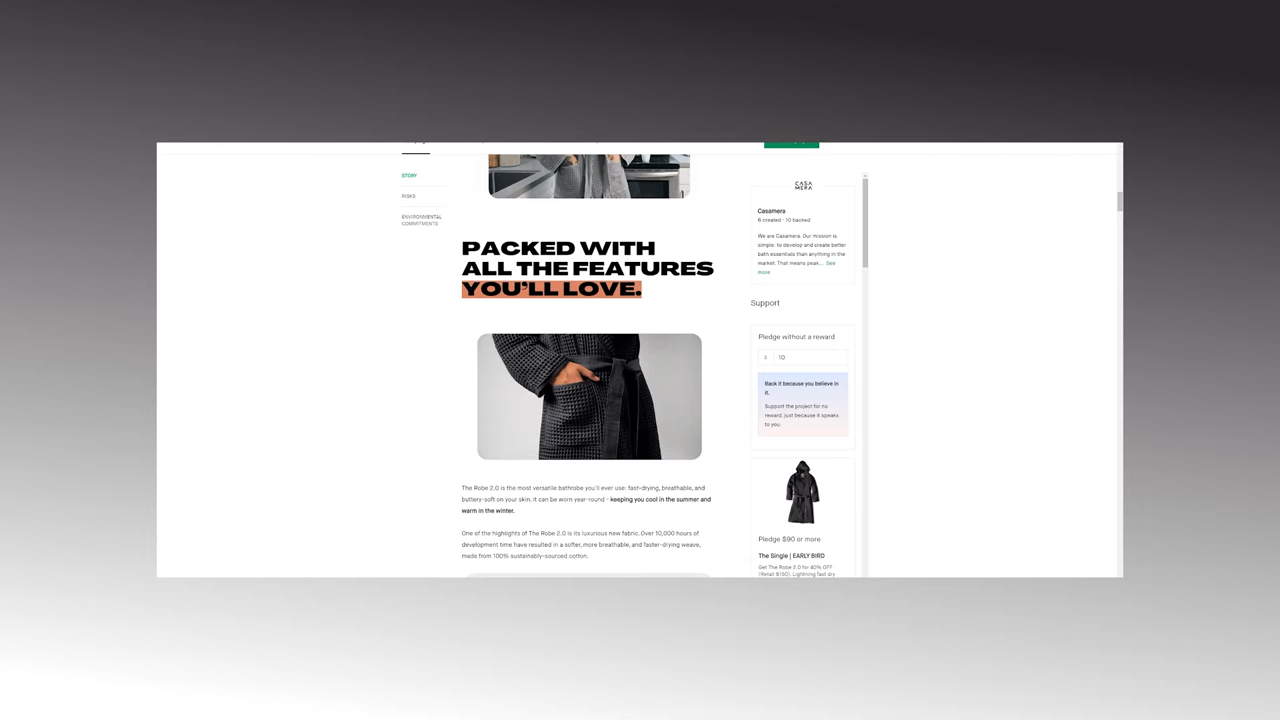 STORY
RISKS
ENVIRONMENTAL
COMMITMENTS
PACKED WITH
ALL THE FEATURES
YOU'LL LOVE.
The Robe 2.0 is the most versatile bathrobe you'll ever use: fast-drying, breathable, and
buttery-soft on your skin. It can be worn year-round - keeping you cool in the summer and
warm in the winter.
One of the highlights of The Robe 2.0 is its luxurious new fabric. Over 10,000 hours of
development time have resulted in a softer, more breathable, and faster-drying weave,
made from 100% sustainably-sourced cotton.
CASA
MERA
Casamera
6 created · 10 backed
We are Casamera. Our mission is
simple: to develop and create better
bath essentials than anything in the
market. That means peak... See
more
Support
Pledge without a reward
$ 10
Back it because you believe in
it.
Support the project for no
reward, just because it speaks
to you.
Pledge $90 or more
The Single | EARLY BIRD
Get The Robe 2.0 for 40% OFF
(Retail $150). Lightning fast dry